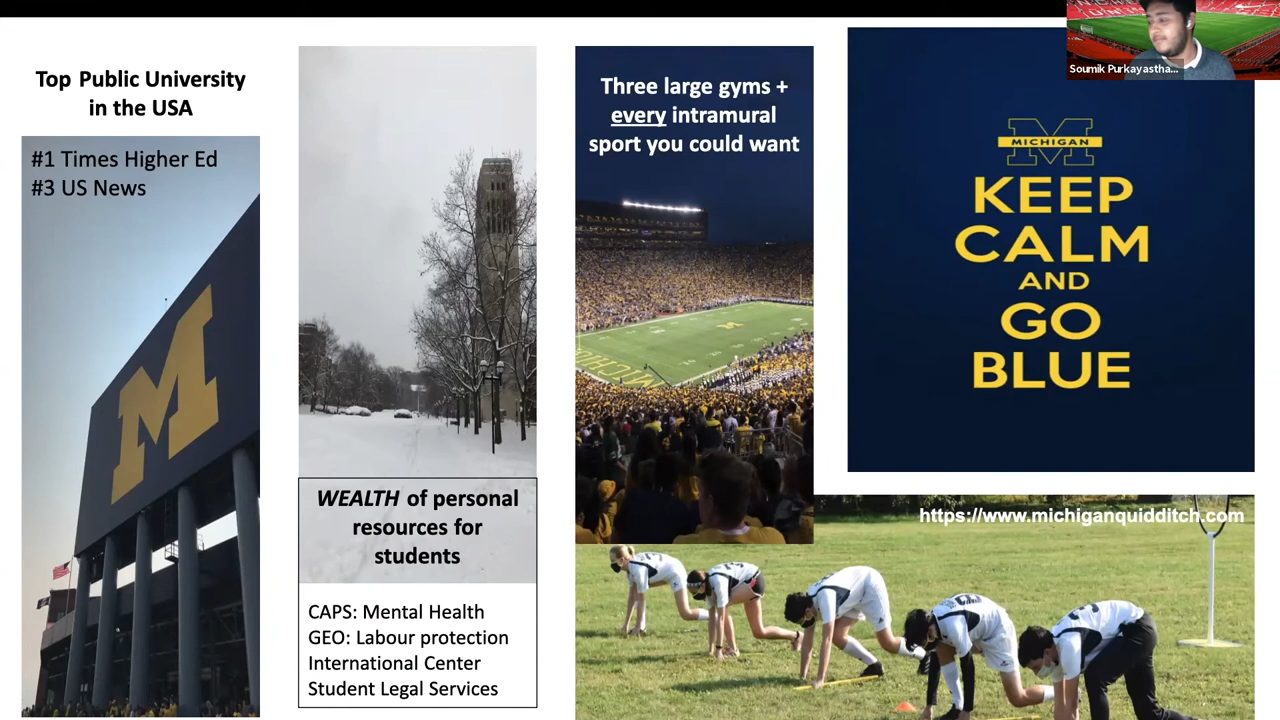 Top Public University
in the USA
#1 Times Higher Ed
#3 US News
M
WEALTH of personal
resources for
students
CAPS: Mental Health
GEO: Labour protection
International Center
Student Legal Services
Three large gyms +
every intramural
sport you could want
M
MICHIGAN
KEEP
CALM
AND
GO
BLUE
Soumik Purkayastha...
https://www.michiganquidditch.com